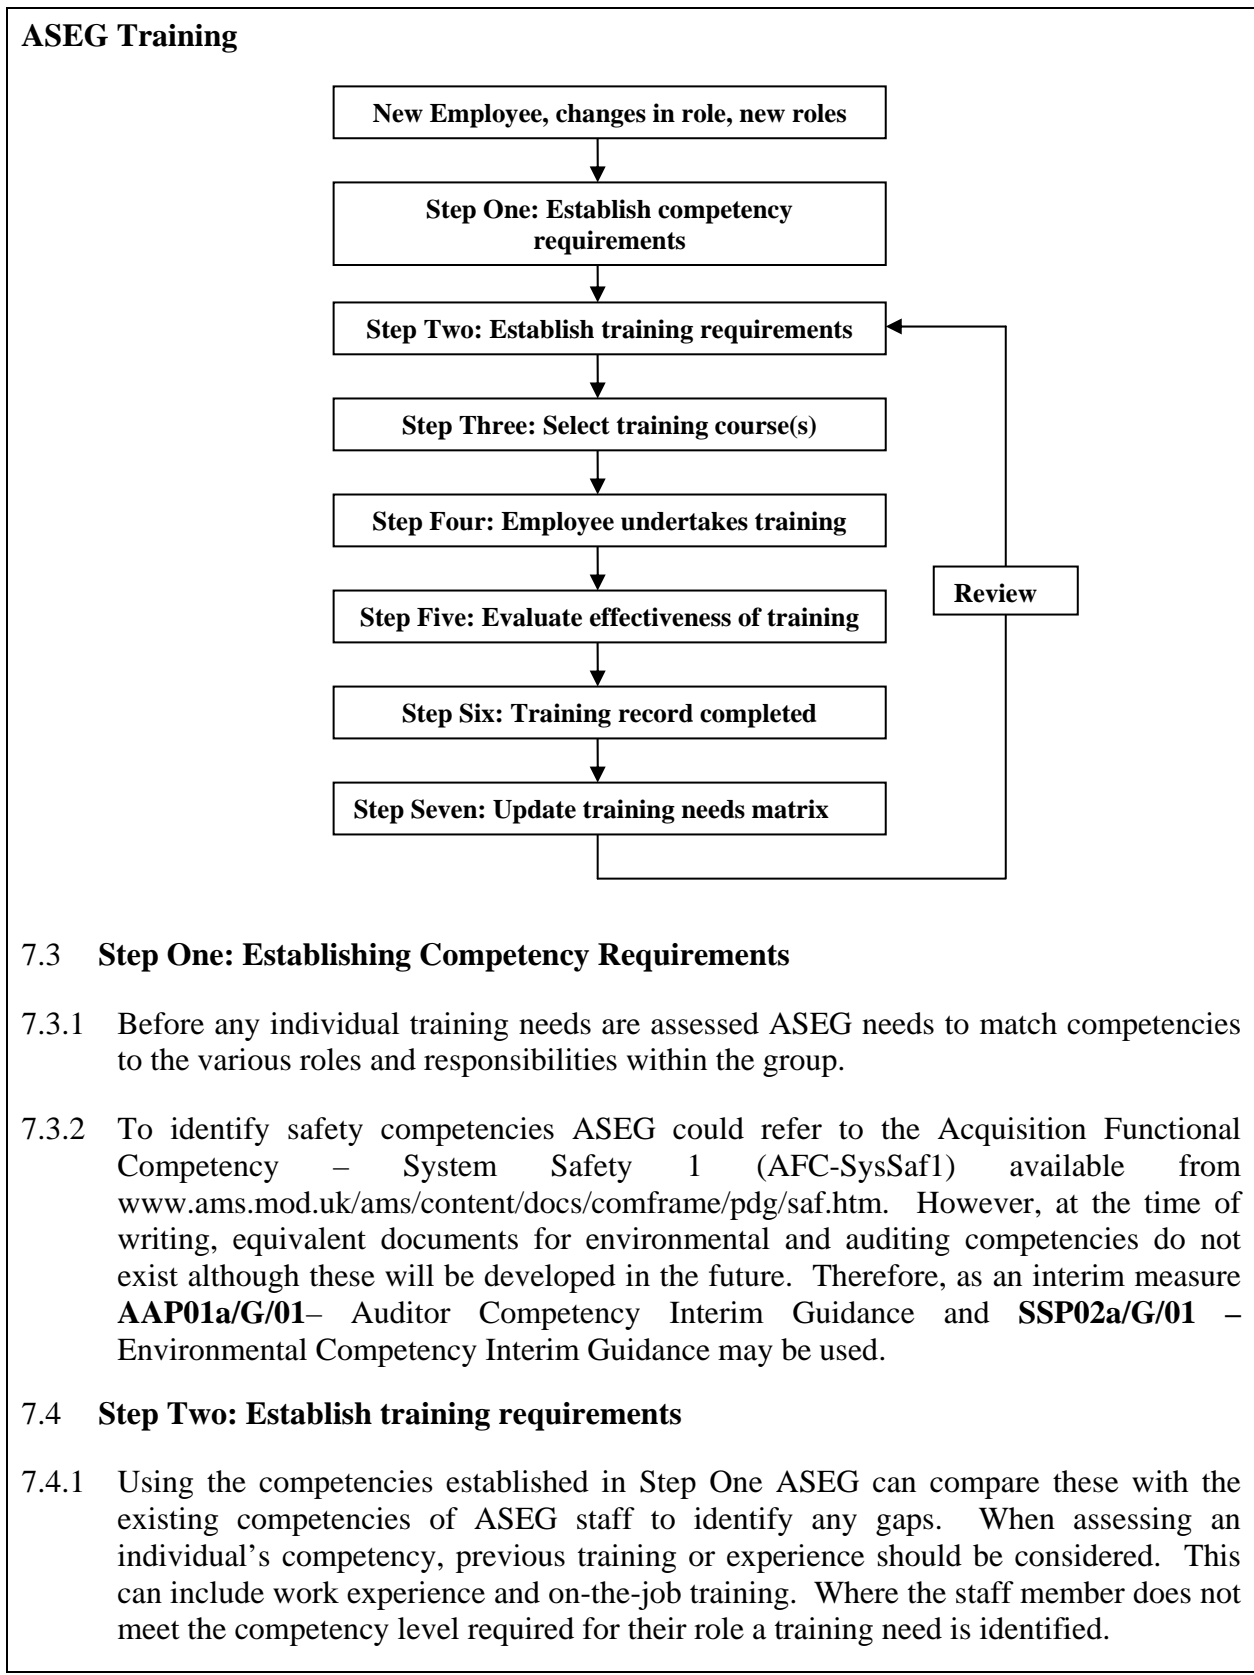 ASEG Training
New Employee, changes in role, new roles
Step One: Establish competency
requirements
Step Two: Establish training requirements
Step Three: Select training course(s)
Step Four: Employee undertakes training
Review
Step Five: Evaluate effectiveness of training
Step Six: Training record completed
Step Seven: Update training needs matrix
7.3 Step One: Establishing Competency Requirements
7.3.1 Before any individual training needs are assessed ASEG needs to match competencies
to the various roles and responsibilities within the group.
7.3.2 To identify safety competencies ASEG could refer to the Acquisition Functional
Competency – System Safety 1 (AFC-SysSaf1) available from
www.ams.mod.uk/ams/content/docs/comframe/pdg/saf.htm. However, at the time of
writing, equivalent documents for environmental and auditing competencies do not
exist although these will be developed in the future. Therefore, as an interim measure
AAP01a/G/01– Auditor Competency Interim Guidance and SSP02a/G/01 –
Environmental Competency Interim Guidance may be used.
7.4 Step Two: Establish training requirements
7.4.1 Using the competencies established in Step One ASEG can compare these with the
existing competencies of ASEG staff to identify any gaps. When assessing an
individual's competency, previous training or experience should be considered. This
can include work experience and on-the-job training. Where the staff member does not
meet the competency level required for their role a training need is identified.